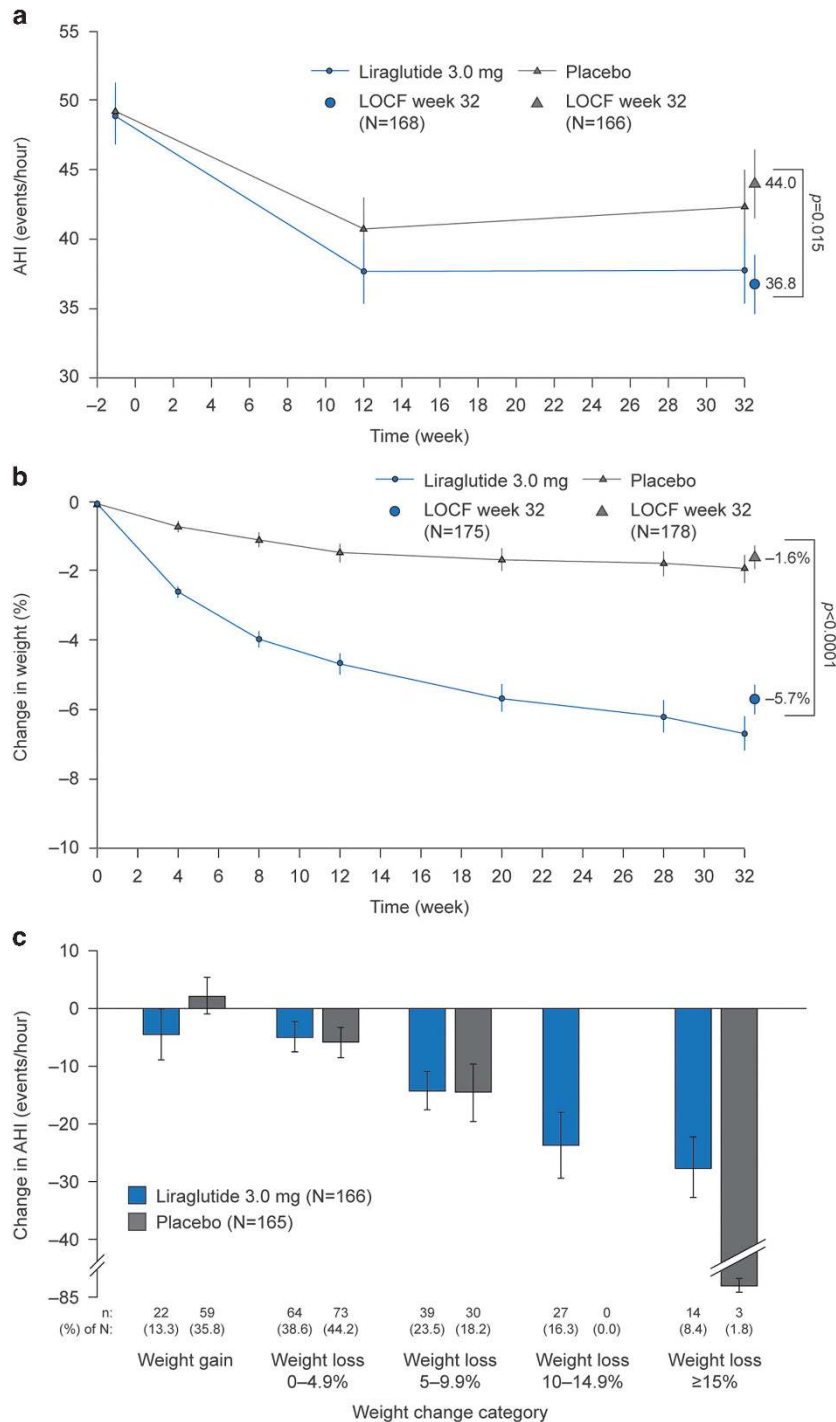 a
55
50
45
40
35
30
AHI (events/hour)
Liraglutide 3.0 mg
Placebo
LOCF week 32
(N=168)
LOCF week 32
(N=166)
44.0
36.8
p=0.015
–2 0 2 4 6 8 10 12 14 16 18 20 22 24 26 28 30 32
Time (week)
b
0
–2
–4
–6
–8
–10
Change in weight (%)
Liraglutide 3.0 mg
Placebo
LOCF week 32
(N=175)
LOCF week 32
(N=178)
–1.6%
–5.7%
p<0.0001
0 2 4 6 8 10 12 14 16 18 20 22 24 26 28 30 32
Time (week)
c
10
0
–10
–20
–30
–40
–85
Change in AHI (events/hour)
Liraglutide 3.0 mg (N=166)
Placebo (N=165)
n: 22 59 64 73 39 30 27 0 14 3
(%) of N: (13.3) (35.8) (38.6) (44.2) (23.5) (18.2) (16.3) (0.0) (8.4) (1.8)
Weight gain Weight loss Weight loss Weight loss Weight loss
0–4.9% 5–9.9% 10–14.9% ≥15%
Weight change category